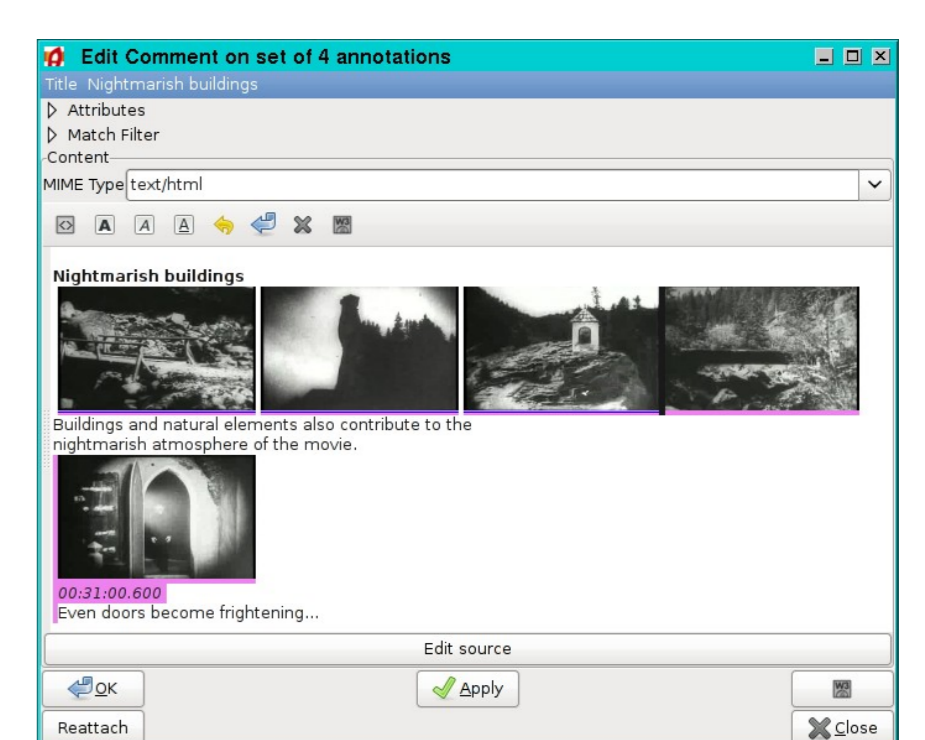 Edit Comment on set of 4 annotations
Title Nightmarish buildings
Attributes
Match Filter
Content
MIME Type text/html
A A A W3
Nightmarish buildings
Buildings and natural elements also contribute to the
nightmarish atmosphere of the movie.
00:31:00.600
Even doors become frightening...
Edit source
OK Apply W3
Reattach Close